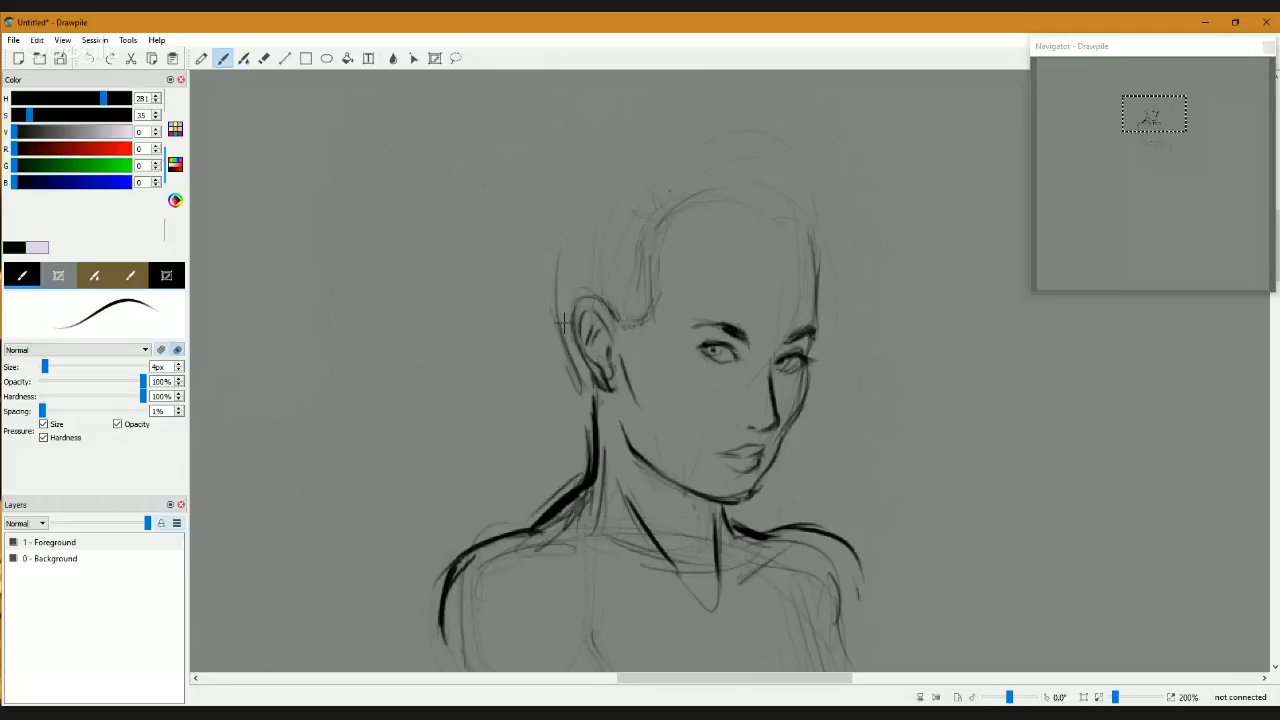 Untitled* - Drawpile
File Edit View Session Tools Help
Navigator - Drawpile
Color
H 281
S 35
V 0
R 0
G 0
B 0
Normal
Size: 4px
Opacity: 100%
Hardness: 100%
Spacing: 1%
Pressure: Size Opacity
Hardness
Layers
Normal
1 - Foreground
0 - Background
0.0° 200% not connected